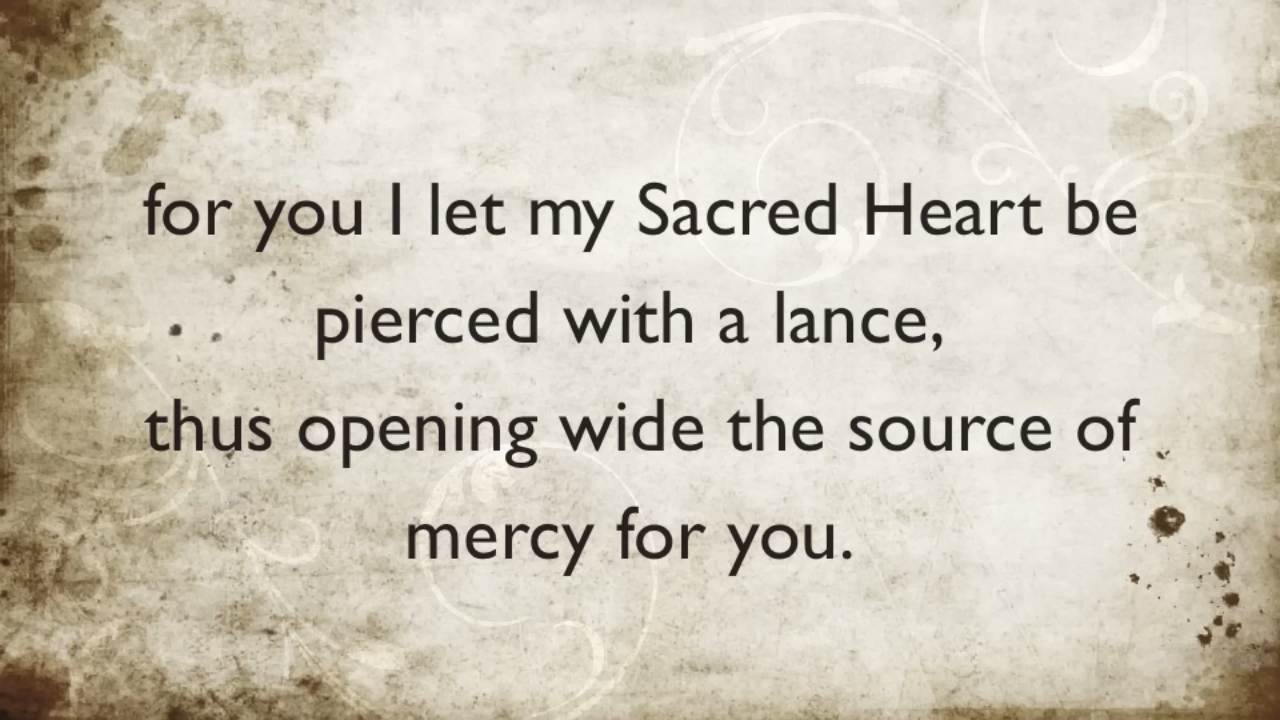 for you I let my Sacred Heart be
pierced with a lance,
thus opening wide the source of
mercy for you.